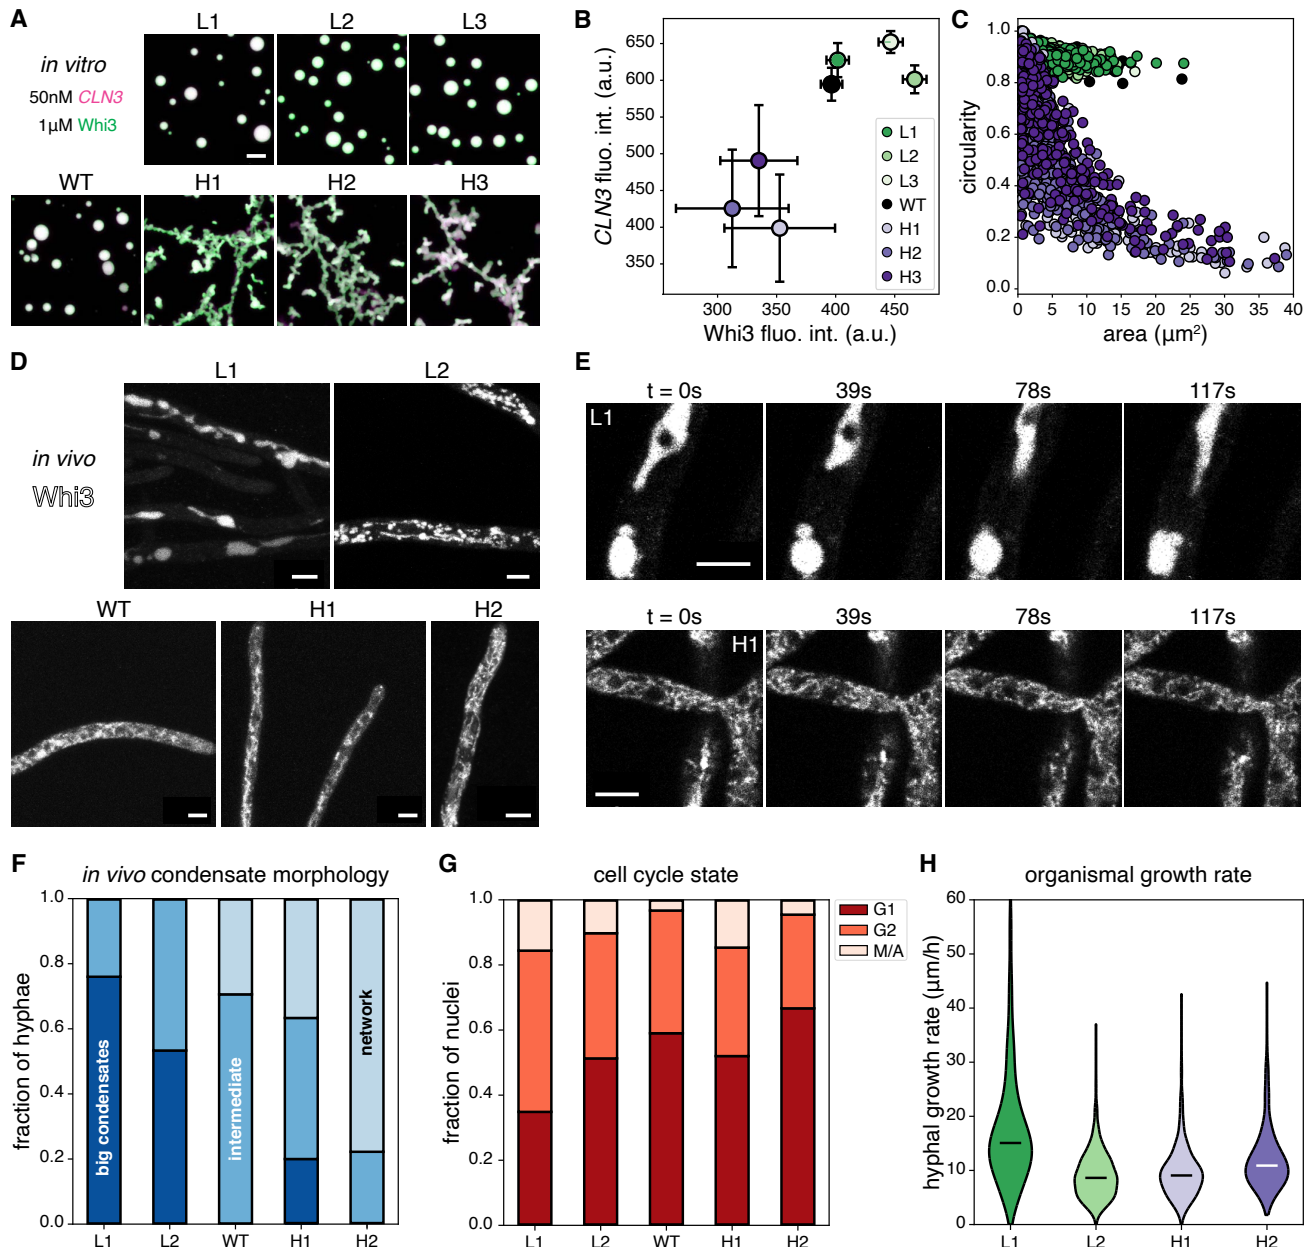 A
L1 L2 L3
in vitro
50nM CLN3
1µM Whi3
WT H1 H2 H3
B
CLN3 fluo. int. (a.u.)
650
600
550
500
450
400
350
300 350 400 450
Whi3 fluo. int. (a.u.)
L1
L2
L3
WT
H1
H2
H3
C
circularity
1.0
0.8
0.6
0.4
0.2
0.0
0 5 10 15 20 25 30 35 40
area (µm²)
D
L1 L2
in vivo
Whi3
WT H1 H2
E
t = 0s 39s 78s 117s
L1
t = 0s 39s 78s 117s
H1
F
in vivo condensate morphology
fraction of hyphae
1.0
0.8
0.6
0.4
0.2
0.0
big condensates
intermediate
network
L1 L2 WT H1 H2
G
cell cycle state
fraction of nuclei
1.0
0.8
0.6
0.4
0.2
0.0
G1
G2
M/A
L1 L2 WT H1 H2
H
organismal growth rate
hyphal growth rate (µm/h)
60
50
40
30
20
10
0
L1 L2 H1 H2